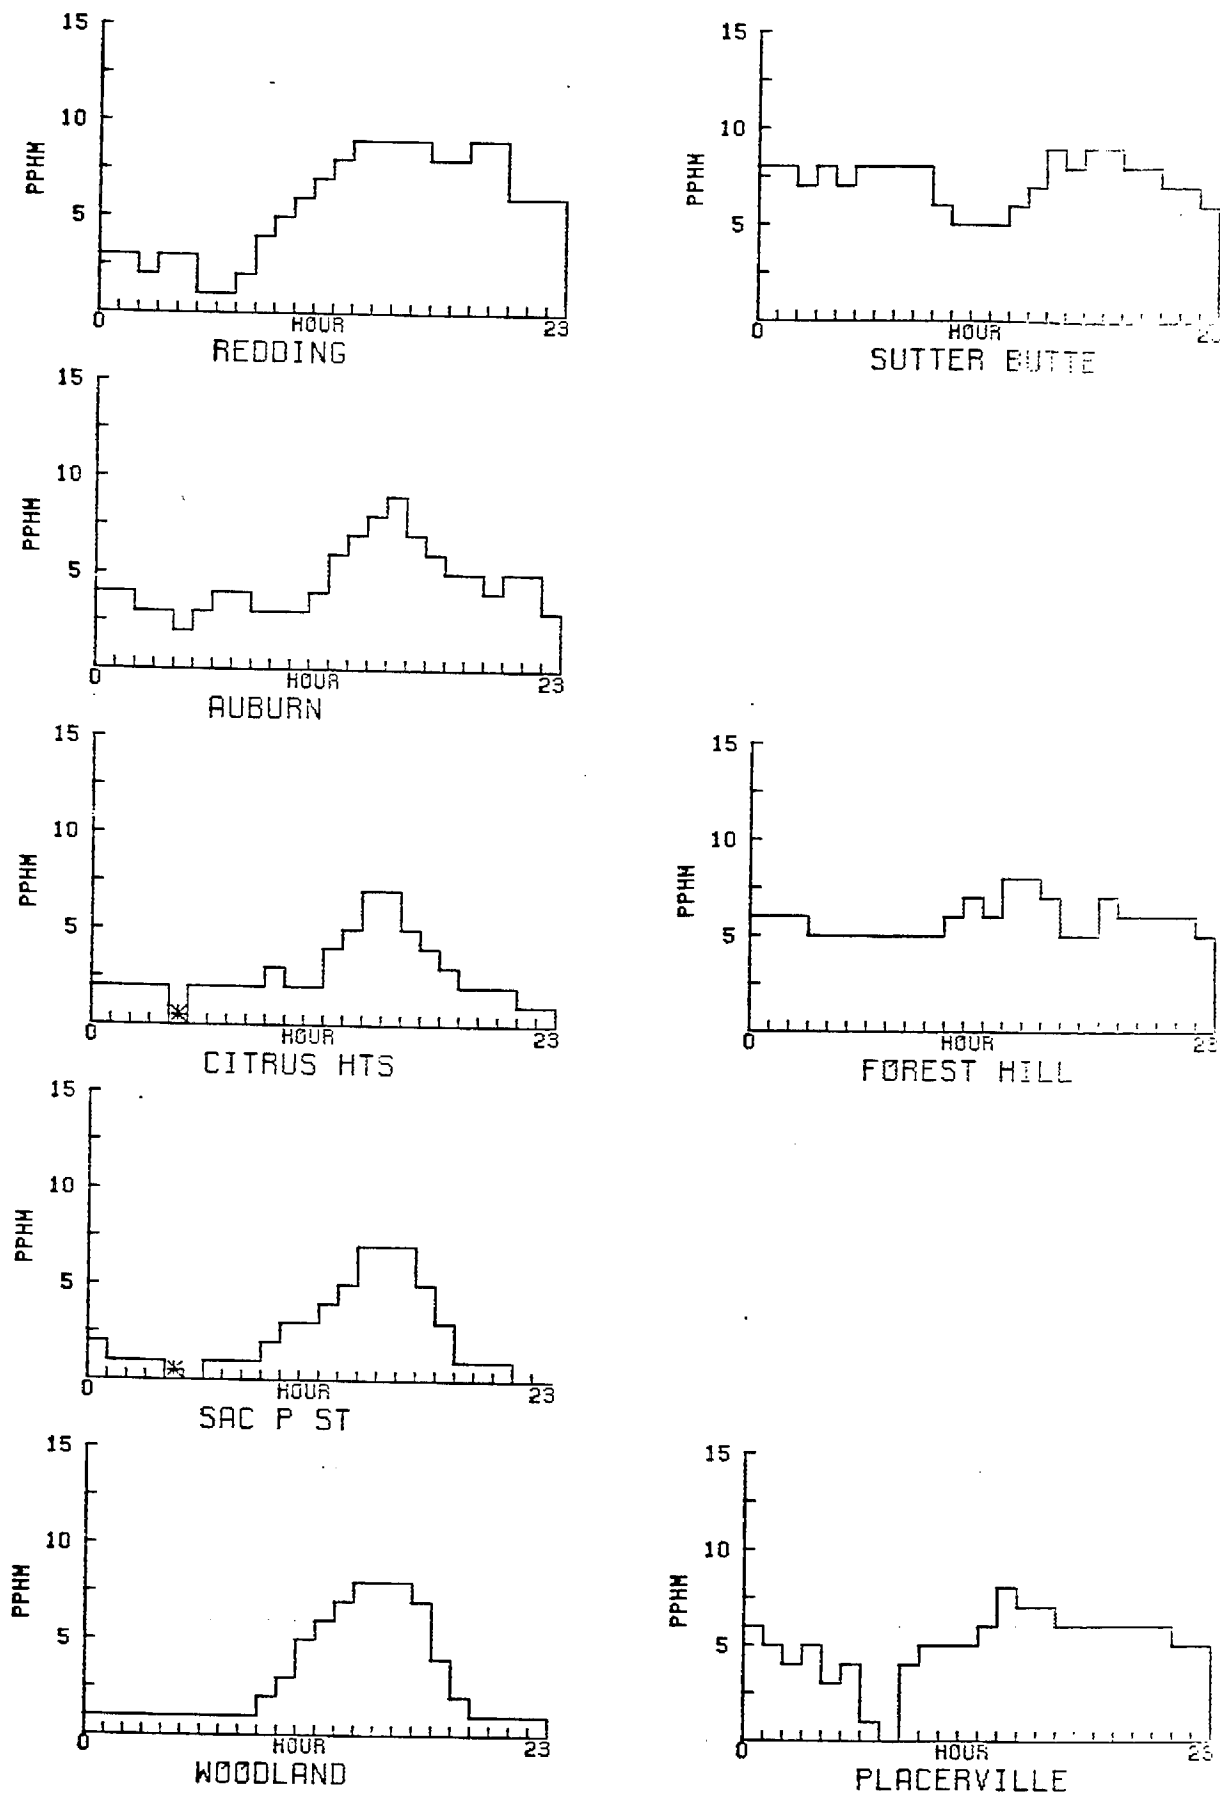 15
10
PPHM
5
0 HOUR 23
REDDING
15
10
PPHM
5
0 HOUR 23
SUTTER BUTTE
15
10
PPHM
5
0 HOUR 23
AUBURN
15
10
PPHM
5
0 HOUR 23
CITRUS HTS
15
10
PPHM
5
0 HOUR 23
FOREST HILL
15
10
PPHM
5
0 HOUR 23
SAC P ST
15
10
PPHM
5
0 HOUR 23
WOODLAND
15
10
PPHM
5
0 HOUR 23
PLACERVILLE